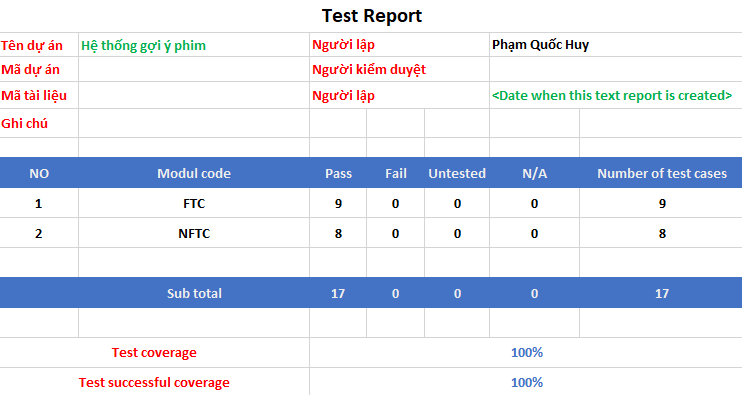 Test Report
Tên dự án Hệ thống gợi ý phim Người lập Phạm Quốc Huy
Mã dự án Người kiểm duyệt
Mã tài liệu Người lập <Date when this text report is created>
Ghi chú
NO Modul code Pass Fail Untested N/A Number of test cases
1 FTC 9 0 0 0 9
2 NFTC 8 0 0 0 8
Sub total 17 0 0 0 17
Test coverage 100%
Test successful coverage 100%